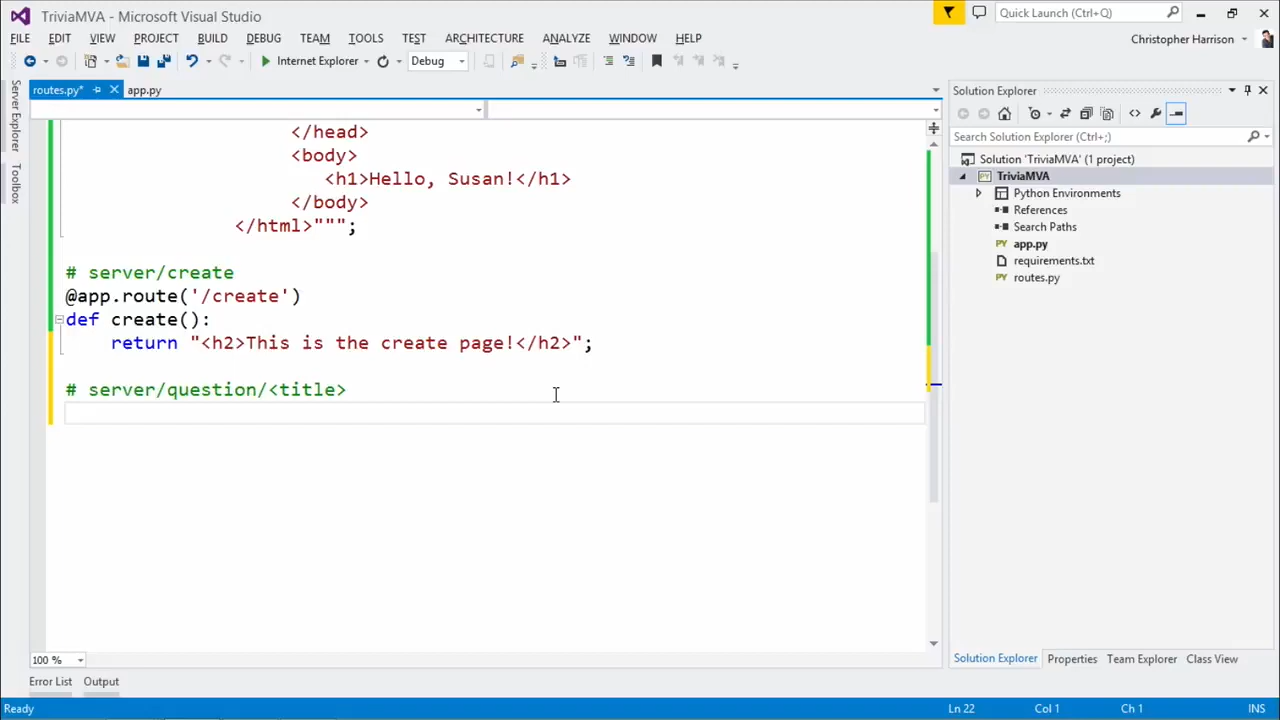 TriviaMVA - Microsoft Visual Studio
Quick Launch (Ctrl+Q)
FILE EDIT VIEW PROJECT BUILD DEBUG TEAM TOOLS TEST ARCHITECTURE ANALYZE WINDOW HELP
Christopher Harrison
Internet Explorer
Debug
Server Explorer
Toolbox
routes.py*
app.py
</head>
<body>
<h1>Hello, Susan!</h1>
</body>
</html>""";
# server/create
@app.route('/create')
def create():
return "<h2>This is the create page!</h2>";
# server/question/<title>
100 %
Error List
Output
Solution Explorer
Search Solution Explorer (Ctrl+;)
Solution 'TriviaMVA' (1 project)
TriviaMVA
Python Environments
References
Search Paths
app.py
requirements.txt
routes.py
Solution Explorer Properties Team Explorer Class View
Ready
Ln 22
Col 1
Ch 1
INS